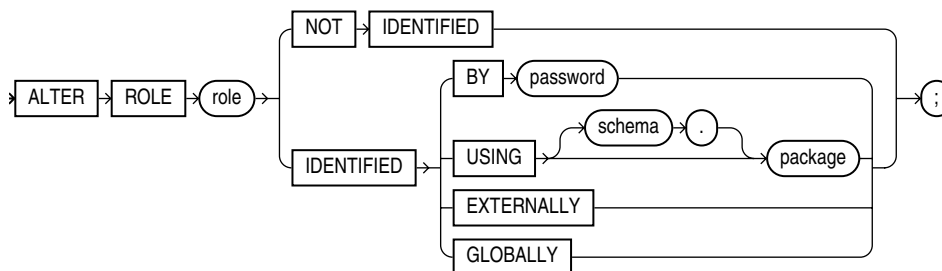 NOT IDENTIFIED
BY password
ALTER ROLE role ;
schema .
IDENTIFIED USING package
EXTERNALLY
GLOBALLY